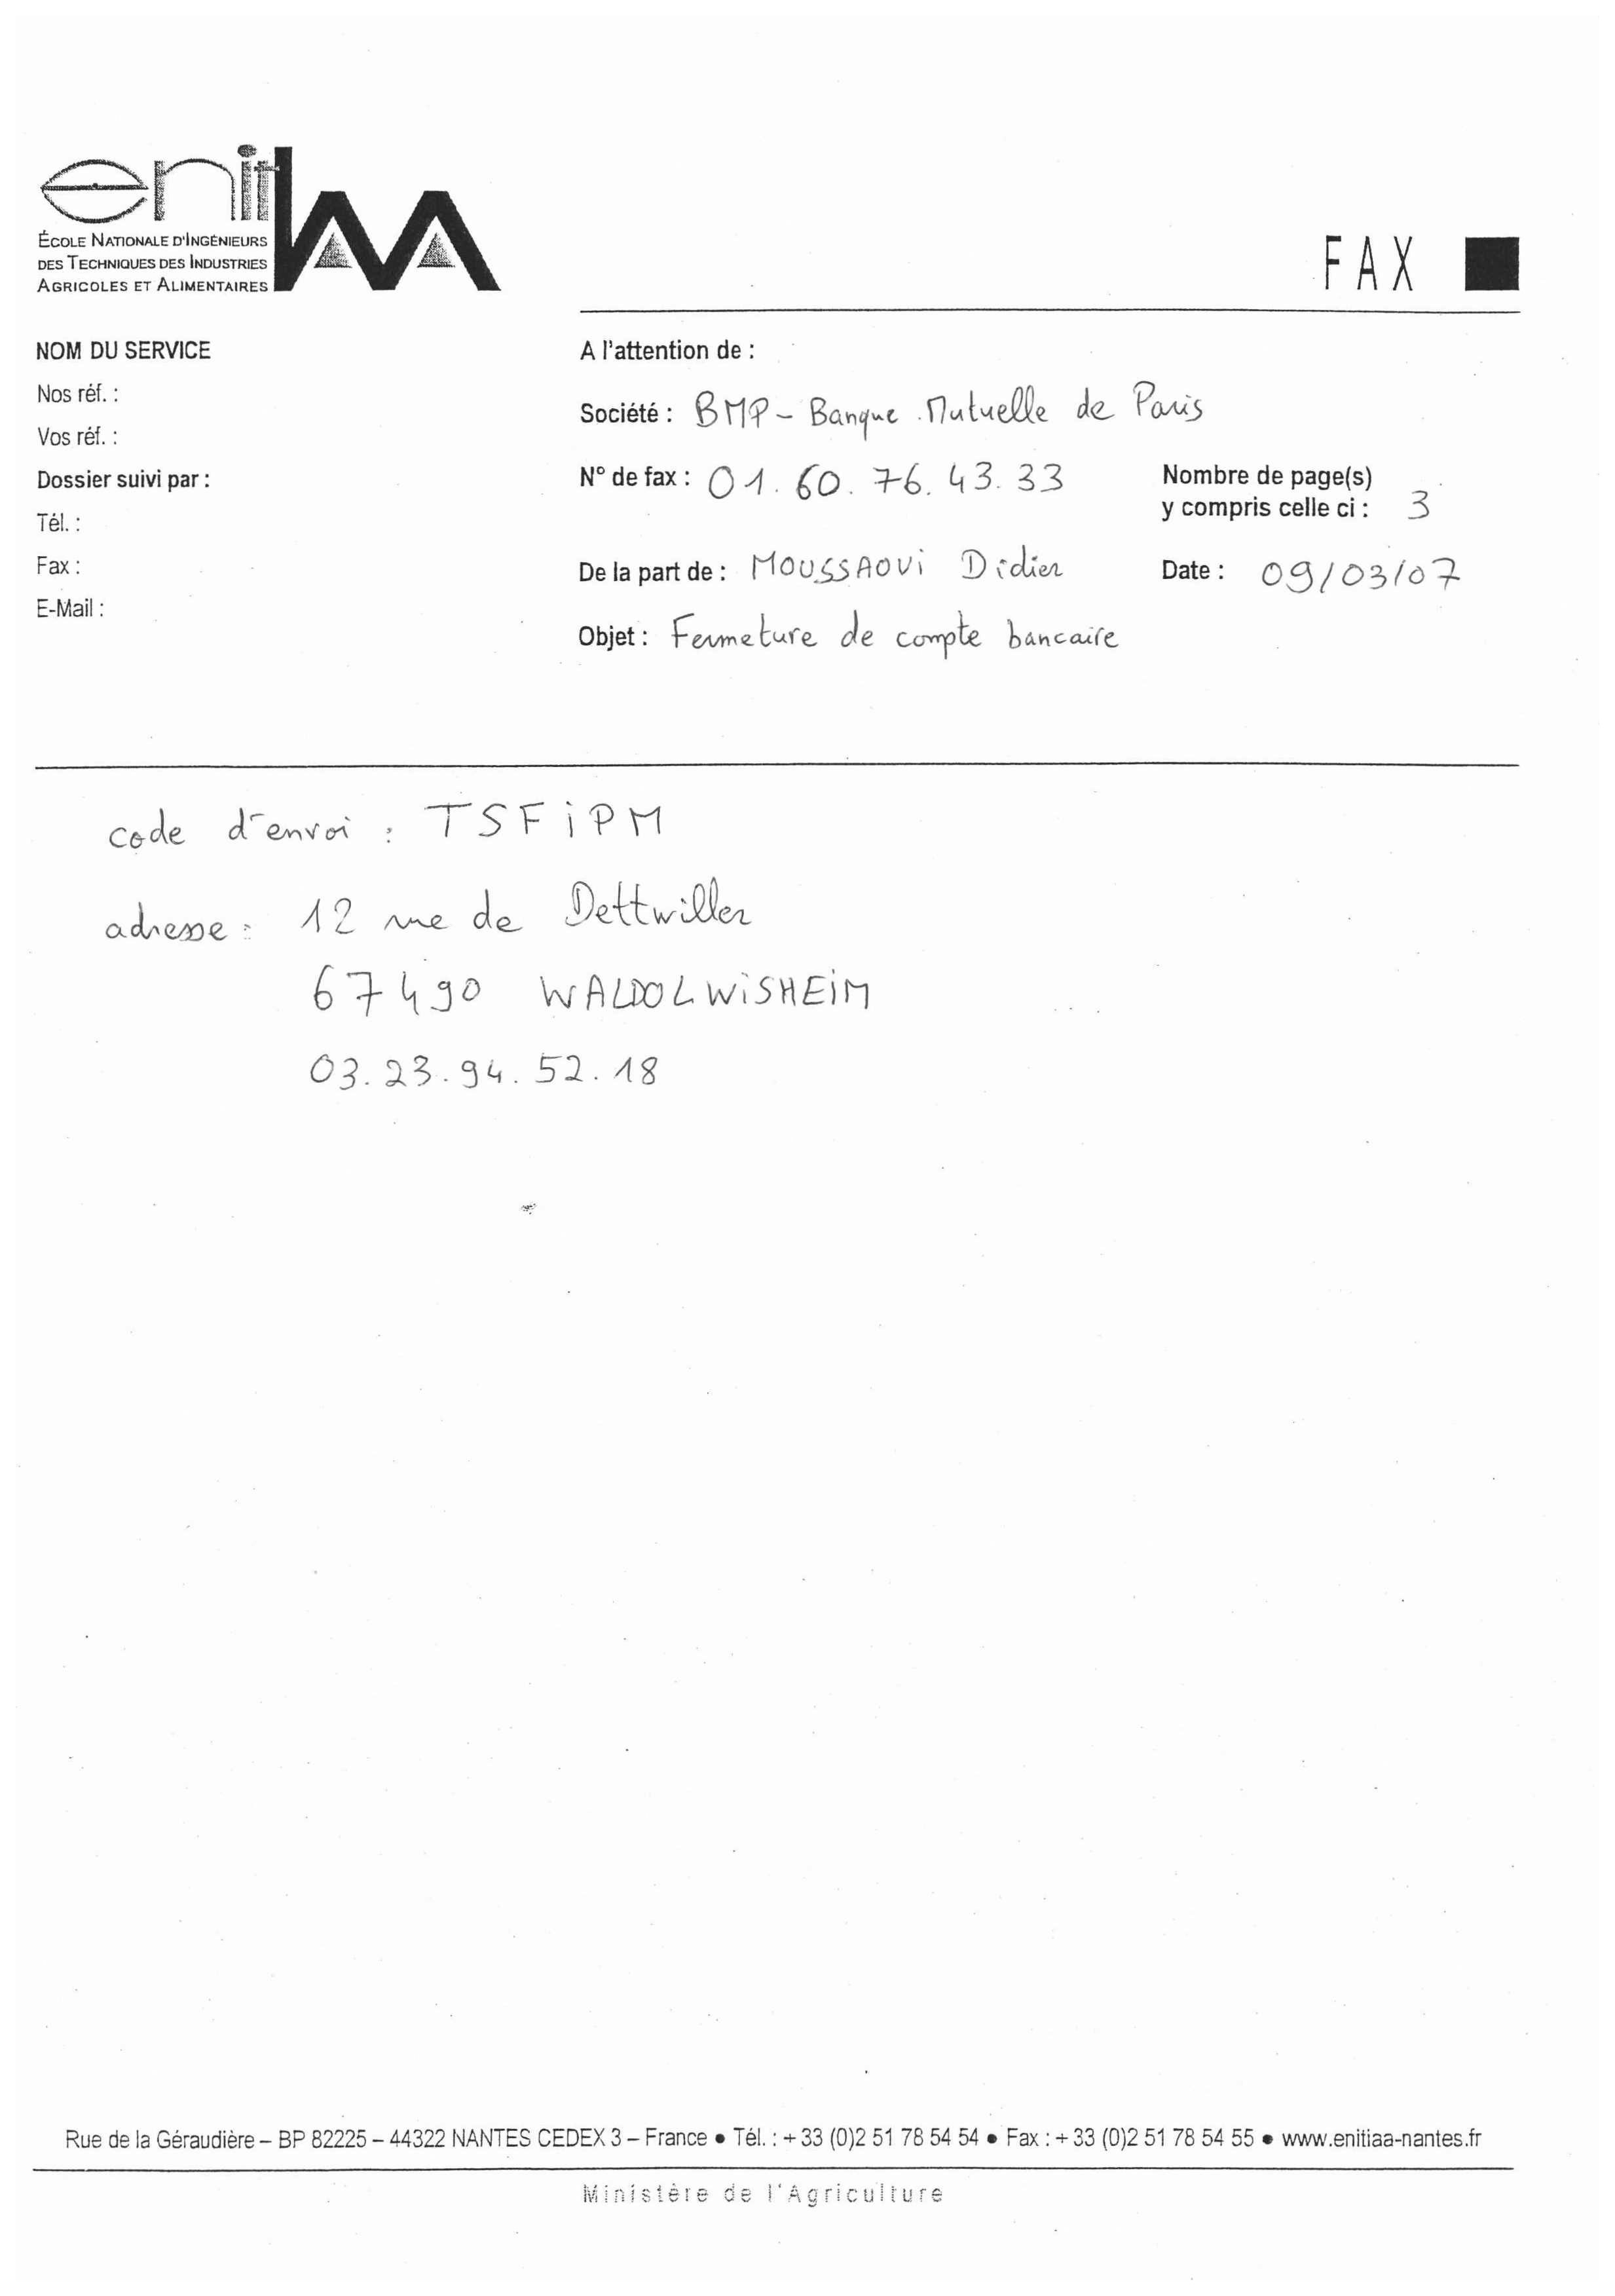 enitIAA
ÉCOLE NATIONALE D'INGÉNIEURS
DES TECHNIQUES DES INDUSTRIES
AGRICOLES ET ALIMENTAIRES
FAX
NOM DU SERVICE
Nos réf. :
Vos réf. :
Dossier suivi par :
Tél. :
Fax :
E-Mail :
A l'attention de :
Société : BMP - Banque Mutuelle de Paris
N° de fax : 01.60.76.43.33
Nombre de page(s)
y compris celle ci : 3
De la part de : MOUSSAOUi Didier
Date : 09/03/07
Objet : Fermeture de compte bancaire
code d'envoi : TSFiPM
adresse : 12 rue de Dettwiller
67490 WALDOLWiSHEiM
03.23.94.52.18
Rue de la Géraudière – BP 82225 – 44322 NANTES CEDEX 3 – France • Tél. : + 33 (0)2 51 78 54 54 • Fax : + 33 (0)2 51 78 54 55 • www.enitiaa-nantes.fr
Ministère de l'Agriculture